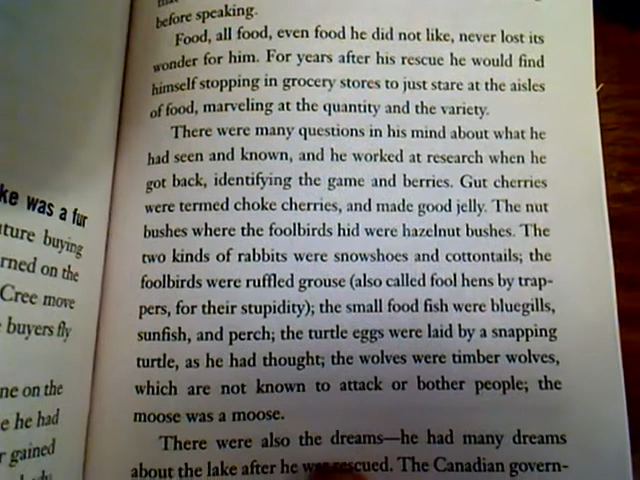 before speaking.
Food, all food, even food he did not like, never lost its
wonder for him. For years after his rescue he would find
himself stopping in grocery stores to just stare at the aisles
of food, marveling at the quantity and the variety.
There were many questions in his mind about what he
had seen and known, and he worked at research when he
got back, identifying the game and berries. Gut cherries
were termed choke cherries, and made good jelly. The nut
bushes where the foolbirds hid were hazelnut bushes. The
two kinds of rabbits were snowshoes and cottontails; the
foolbirds were ruffled grouse (also called fool hens by trap-
pers, for their stupidity); the small food fish were bluegills,
sunfish, and perch; the turtle eggs were laid by a snapping
turtle, as he had thought; the wolves were timber wolves,
which are not known to attack or bother people; the
moose was a moose.
There were also the dreams—he had many dreams
about the lake after he was rescued. The Canadian govern-
ke was a fur
ture buying
rned on the
Cree move
buyers fly
ne on the
e he had
r gained